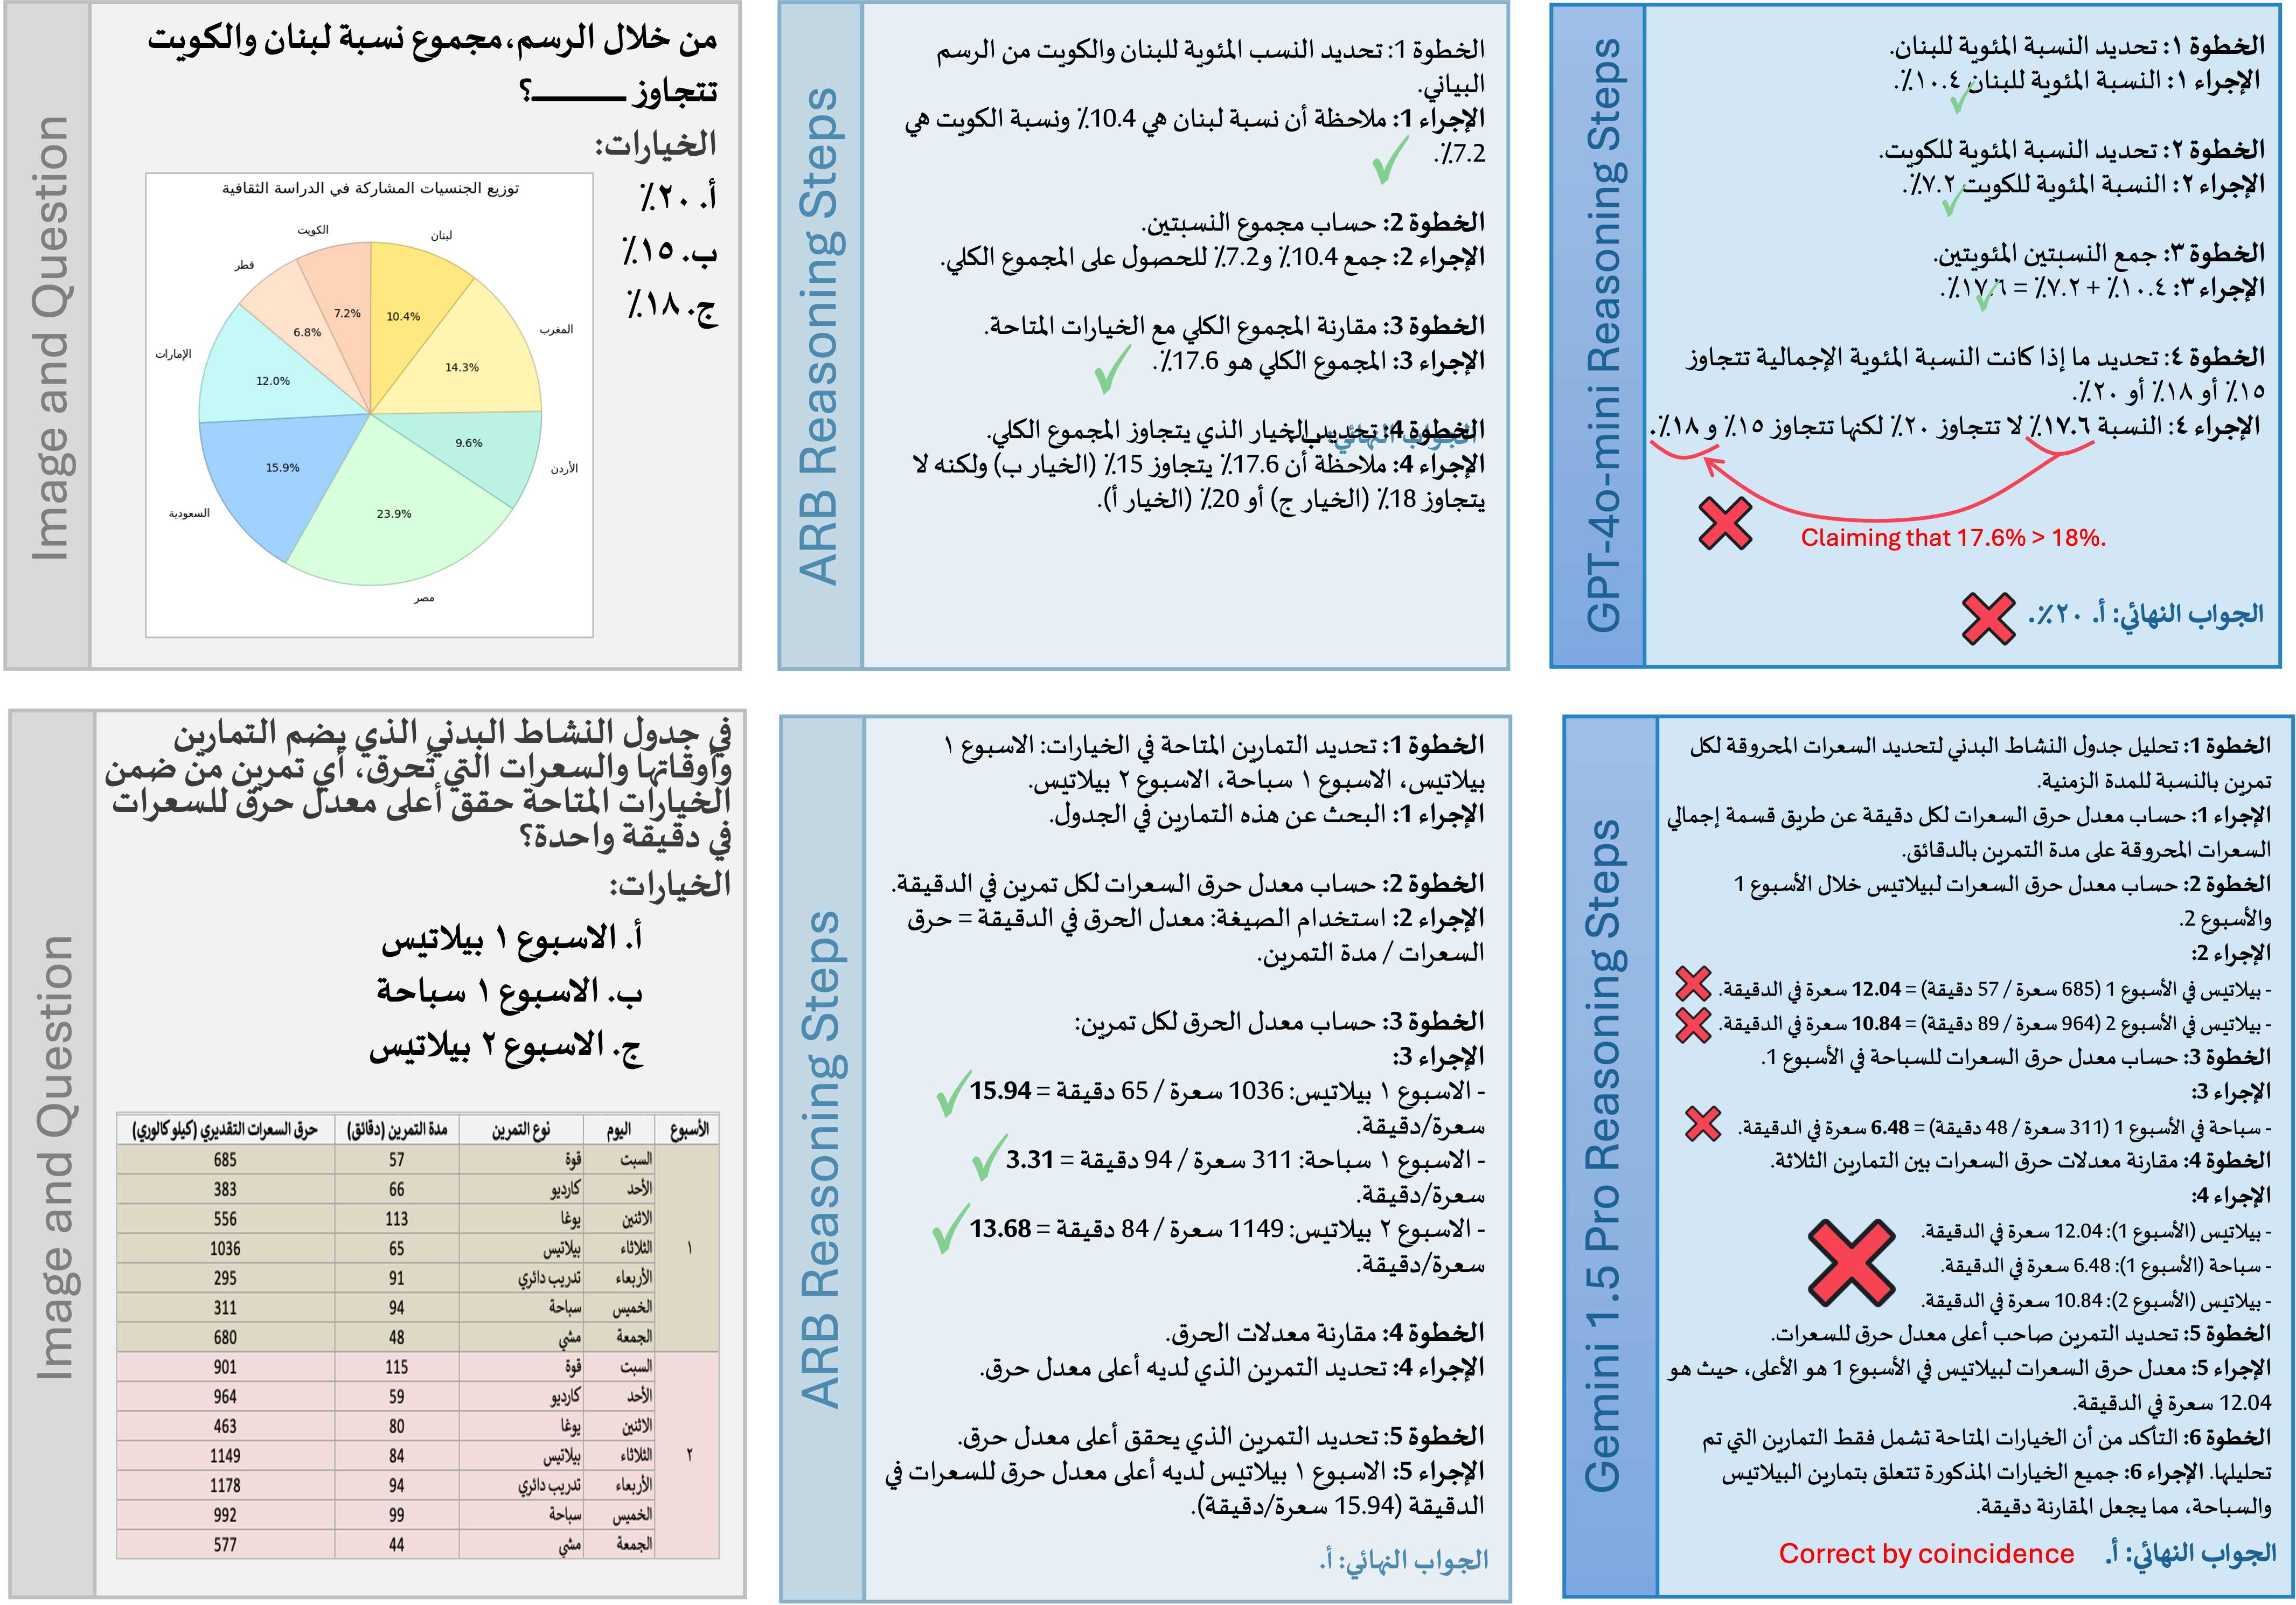 Image and Question
من خلال الرسم،مجموع نسبة لبنان والكويت
تتجاوز ـــــــــــ؟
الخيارات:
أ. ٢٠٪
ب. ١٥٪
ج. ١٨٪
توزيع الجنسيات المشاركة في الدراسة الثقافية
الكويت
لبنان
قطر
المغرب
الإمارات
الأردن
السعودية
مصر
7.2%
10.4%
6.8%
14.3%
12.0%
9.6%
15.9%
23.9%
ARB Reasoning Steps
الخطوة 1: تحديد النسب المئوية للبنان والكويت من الرسم
البياني.
الإجراء 1: ملاحظة أن نسبة لبنان هي 10.4٪ ونسبة الكويت هي
7.2٪.
الخطوة 2: حساب مجموع النسبتين.
الإجراء 2: جمع 10.4٪ و7.2٪ للحصول على المجموع الكلي.
الخطوة 3: مقارنة المجموع الكلي مع الخيارات المتاحة.
الإجراء 3: المجموع الكلي هو 17.6٪.
الخطوة 4: تحديد الخيار الذي يتجاوز المجموع الكلي.
الجواب النهائي: ب.
الإجراء 4: ملاحظة أن 17.6٪ يتجاوز 15٪ (الخيار ب) ولكنه لا
يتجاوز 18٪ (الخيار ج) أو 20٪ (الخيار أ).
GPT-4o-mini Reasoning Steps
الخطوة ١: تحديد النسبة المئوية للبنان.
الإجراء ١: النسبة المئوية للبنان ١٠.٤٪.
الخطوة ٢: تحديد النسبة المئوية للكويت.
الإجراء ٢: النسبة المئوية للكويت ٧.٢٪.
الخطوة ٣: جمع النسبتين المئويتين.
الإجراء ٣: ١٠.٤٪ + ٧.٢٪ = ١٧.٦٪.
الخطوة ٤: تحديد ما إذا كانت النسبة المئوية الإجمالية تتجاوز
١٥٪ أو ١٨٪ أو ٢٠٪.
الإجراء ٤: النسبة ١٧.٦٪ لا تتجاوز ٢٠٪ لكنها تتجاوز ١٥٪ و ١٨٪.
Claiming that 17.6% > 18%.
الجواب النهائي: أ. ٢٠٪.
Image and Question
في جدول النشاط البدني الذي يضم التمارين
وأوقاتها والسعرات التي تُحرق، أي تمرين من ضمن
الخيارات المتاحة حقق أعلى معدل حرق للسعرات
في دقيقة واحدة؟
الخيارات:
أ. الاسبوع ١ بيلاتيس
ب. الاسبوع ١ سباحة
ج. الاسبوع ٢ بيلاتيس
الأسبوع اليوم نوع التمرين مدة التمرين (دقائق) حرق السعرات التقديري (كيلو كالوري)
١
السبت قوة 57 685
الأحد كارديو 66 383
الاثنين يوغا 113 556
الثلاثاء بيلاتيس 65 1036
الأربعاء تدريب دائري 91 295
الخميس سباحة 94 311
الجمعة مشي 48 680
٢
السبت قوة 115 901
الأحد كارديو 59 964
الاثنين يوغا 80 463
الثلاثاء بيلاتيس 84 1149
الأربعاء تدريب دائري 94 1178
الخميس سباحة 99 992
الجمعة مشي 44 577
ARB Reasoning Steps
الخطوة 1: تحديد التمارين المتاحة في الخيارات: الاسبوع ١
بيلاتيس، الاسبوع ١ سباحة، الاسبوع ٢ بيلاتيس.
الإجراء 1: البحث عن هذه التمارين في الجدول.
الخطوة 2: حساب معدل حرق السعرات لكل تمرين في الدقيقة.
الإجراء 2: استخدام الصيغة: معدل الحرق في الدقيقة = حرق
السعرات / مدة التمرين.
الخطوة 3: حساب معدل الحرق لكل تمرين:
الإجراء 3:
- الاسبوع ١ بيلاتيس: 1036 سعرة / 65 دقيقة = 15.94
سعرة/دقيقة.
- الاسبوع ١ سباحة: 311 سعرة / 94 دقيقة = 3.31
سعرة/دقيقة.
- الاسبوع ٢ بيلاتيس: 1149 سعرة / 84 دقيقة = 13.68
سعرة/دقيقة.
الخطوة 4: مقارنة معدلات الحرق.
الإجراء 4: تحديد التمرين الذي لديه أعلى معدل حرق.
الخطوة 5: تحديد التمرين الذي يحقق أعلى معدل حرق.
الإجراء 5: الاسبوع ١ بيلاتيس لديه أعلى معدل حرق للسعرات في
الدقيقة (15.94 سعرة/دقيقة).
الجواب النهائي: أ.
Gemini 1.5 Pro Reasoning Steps
الخطوة 1: تحليل جدول النشاط البدني لتحديد السعرات المحروقة لكل
تمرين بالنسبة للمدة الزمنية.
الإجراء 1: حساب معدل حرق السعرات لكل دقيقة عن طريق قسمة إجمالي
السعرات المحروقة على مدة التمرين بالدقائق.
الخطوة 2: حساب معدل حرق السعرات لبيلاتيس خلال الأسبوع 1
والأسبوع 2.
الإجراء 2:
- بيلاتيس في الأسبوع 1 (685 سعرة / 57 دقيقة) = 12.04 سعرة في الدقيقة.
- بيلاتيس في الأسبوع 2 (964 سعرة / 89 دقيقة) = 10.84 سعرة في الدقيقة.
الخطوة 3: حساب معدل حرق السعرات للسباحة في الأسبوع 1.
الإجراء 3:
- سباحة في الأسبوع 1 (311 سعرة / 48 دقيقة) = 6.48 سعرة في الدقيقة.
الخطوة 4: مقارنة معدلات حرق السعرات بين التمارين الثلاثة.
الإجراء 4:
- بيلاتيس (الأسبوع 1): 12.04 سعرة في الدقيقة.
- سباحة (الأسبوع 1): 6.48 سعرة في الدقيقة.
- بيلاتيس (الأسبوع 2): 10.84 سعرة في الدقيقة.
الخطوة 5: تحديد التمرين صاحب أعلى معدل حرق للسعرات.
الإجراء 5: معدل حرق السعرات لبيلاتيس في الأسبوع 1 هو الأعلى، حيث هو
12.04 سعرة في الدقيقة.
الخطوة 6: التأكد من أن الخيارات المتاحة تشمل فقط التمارين التي تم
تحليلها. الإجراء 6: جميع الخيارات المذكورة تتعلق بتمارين البيلاتيس
والسباحة، مما يجعل المقارنة دقيقة.
الجواب النهائي: أ. Correct by coincidence